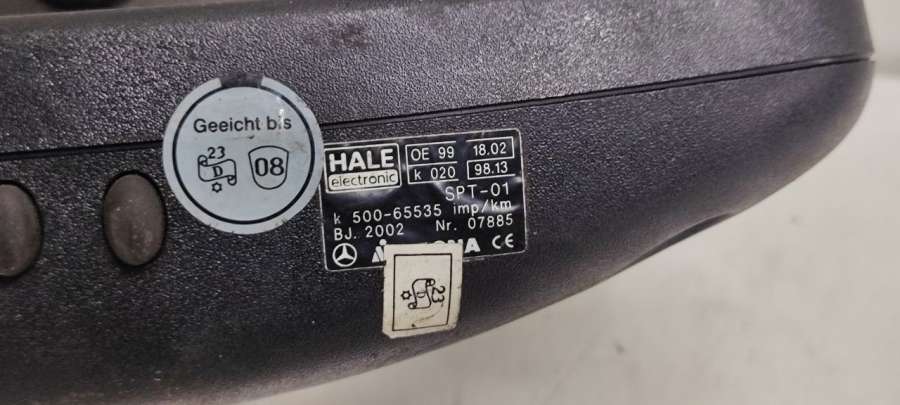 Geeicht bis
23
D
08
HALE
electronic
OE 99
18.02
k 020
98.13
SPT-01
k 500-65535 imp/km
BJ. 2002 Nr. 07885
CE
D
23